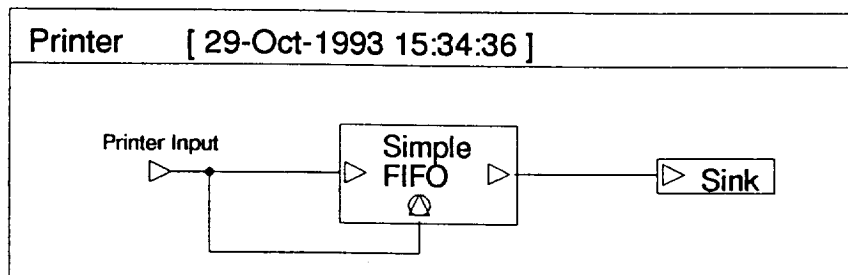 Printer [ 29-Oct-1993 15:34:36 ]
Printer Input
Simple
FIFO
Sink